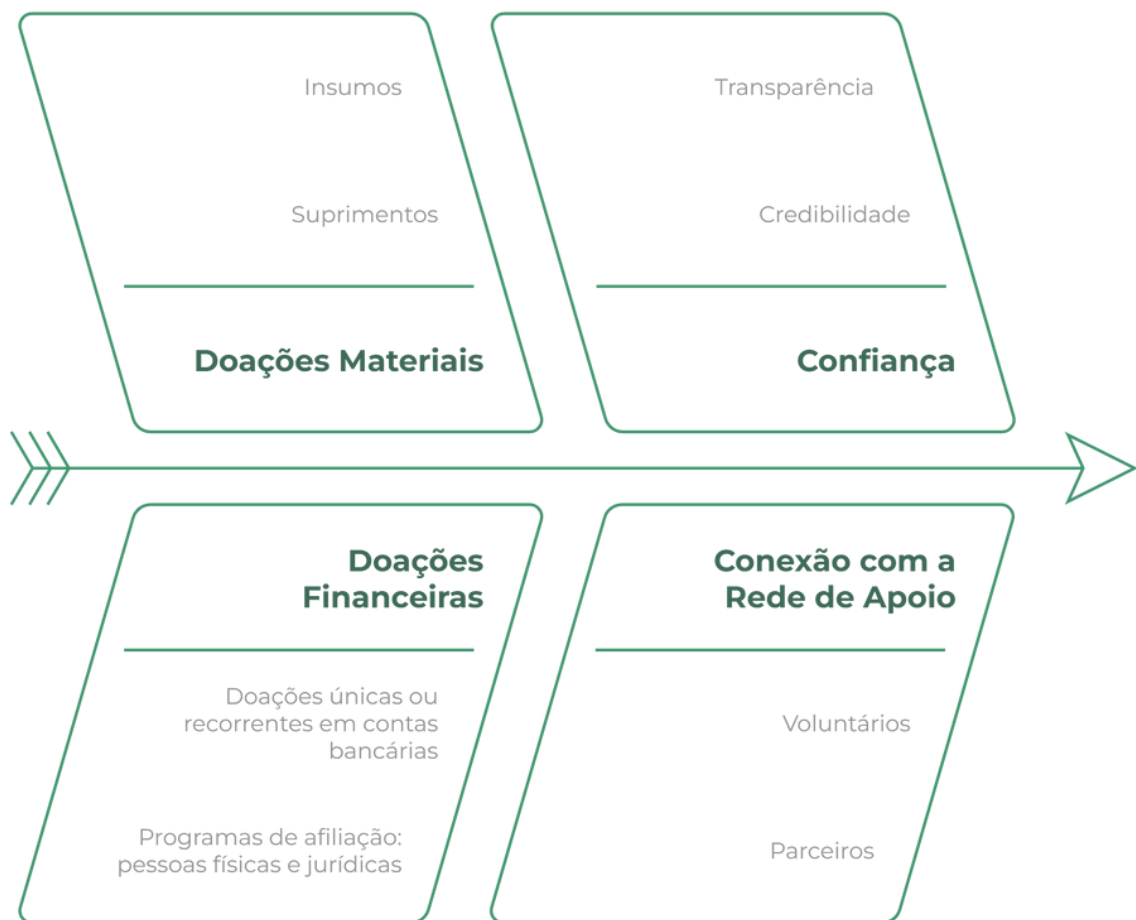 Insumos
Suprimentos
Doações Materiais
Transparência
Credibilidade
Confiança
Doações
Financeiras
Doações únicas ou
recorrentes em contas
bancárias
Programas de afiliação:
pessoas físicas e jurídicas
Conexão com a
Rede de Apoio
Voluntários
Parceiros